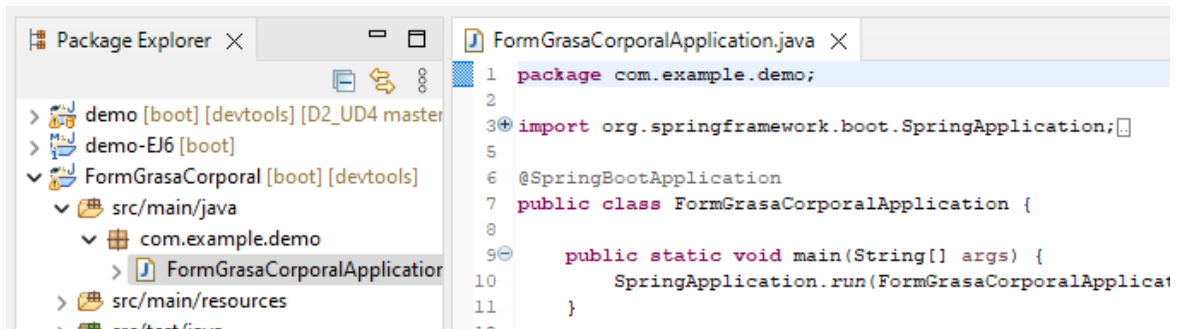 Package Explorer
demo [boot] [devtools] [D2_UD4 master
demo-EJ6 [boot]
FormGrasaCorporal [boot] [devtools]
src/main/java
com.example.demo
FormGrasaCorporalApplication
src/main/resources
FormGrasaCorporalApplication.java
1 package com.example.demo;
2
3 import org.springframework.boot.SpringApplication;
5
6 @SpringBootApplication
7 public class FormGrasaCorporalApplication {
8
9 public static void main(String[] args) {
10 SpringApplication.run(FormGrasaCorporalApplicat
11 }